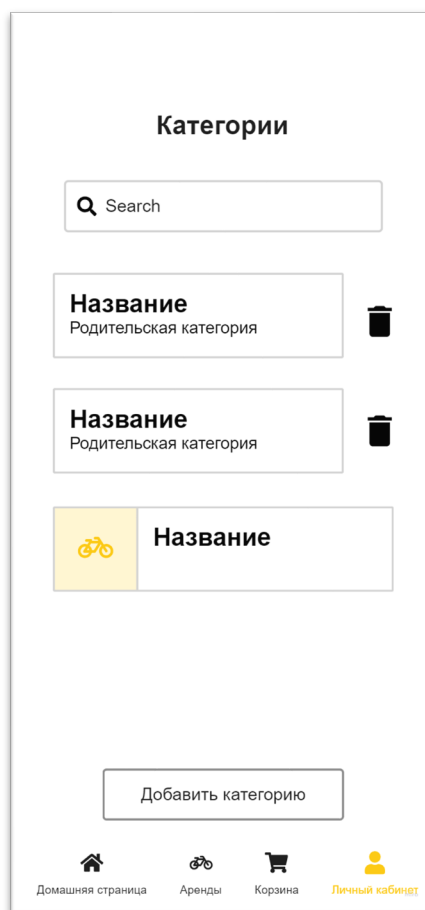 Категории
Search
Название
Родительская категория
Название
Родительская категория
Название
Добавить категорию
Домашняя страница
Аренды
Корзина
Личный кабинет